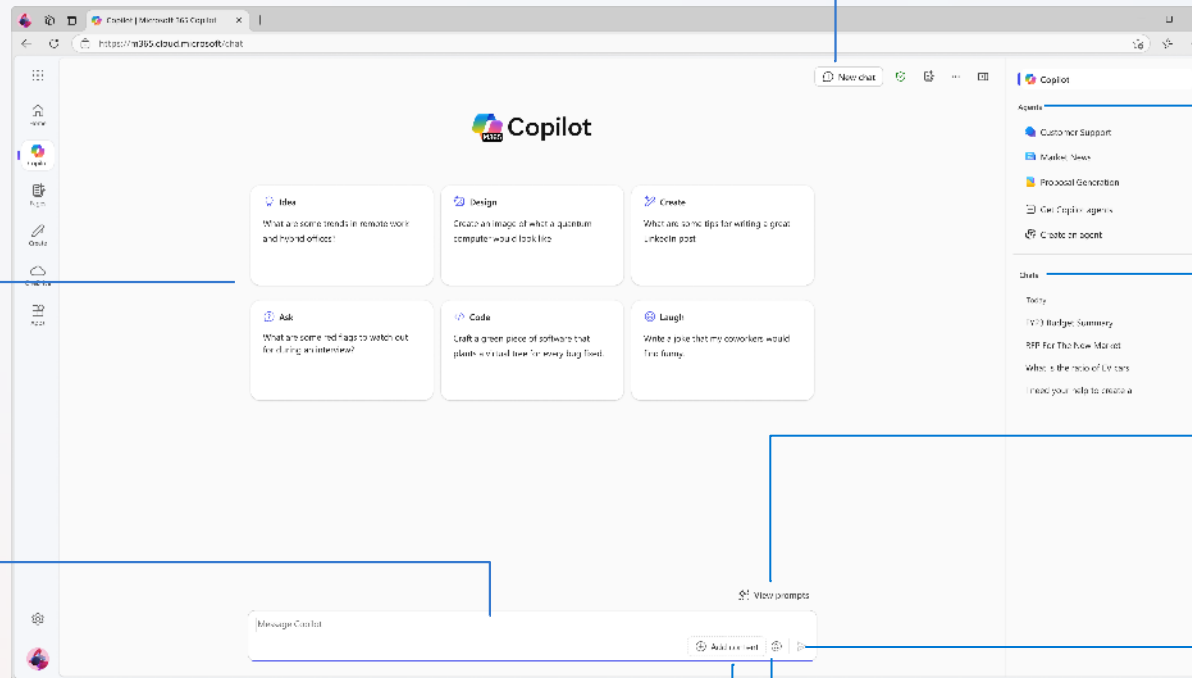 Copilot | Microsoft 365 Copilot
https://m365.cloud.microsoft/chat
New chat
Home
Copilot
Pages
Create
Apps
M365 Copilot
Idea
What are some trends in remote work
and hybrid offices?
Design
Create an image of what a quantum
computer would look like
Create
What are some tips for writing a great
LinkedIn post
Ask
What are some red flags to watch out
for during an interview?
Code
Craft a green piece of software that
plants a virtual tree for every bug fixed.
Laugh
Write a joke that my coworkers would
find funny.
View prompts
Message Copilot
Add content
Copilot
Agents
Customer Support
Market News
Proposal Generation
Get Copilot agents
Create an agent
Chats
Today
FY23 Budget Summary
RFP For The New Market
What is the ratio of EV cars
I need your help to create a